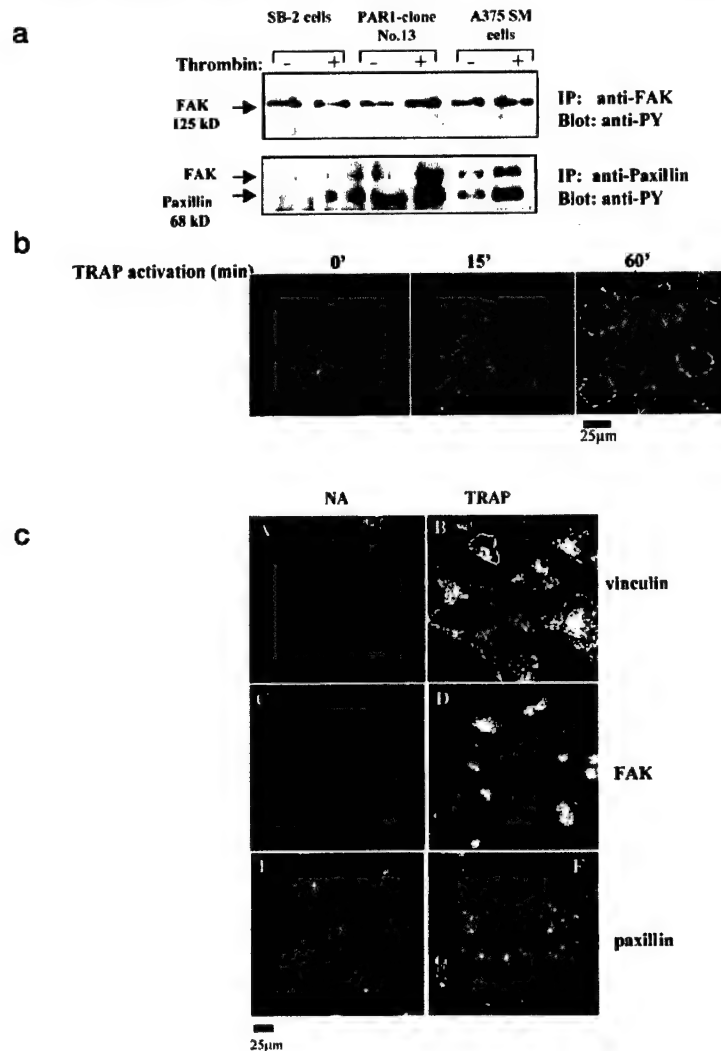 a
SB-2 cells PAR1-clone No.13 A375 SM cells
Thrombin: - + - + - +
FAK 125 kD
IP: anti-FAK
Blot: anti-PY
FAK
Paxillin 68 kD
IP: anti-Paxillin
Blot: anti-PY
b
TRAP activation (min) 0' 15' 60'
25µm
c
NA TRAP
A B
vinculin
C D
FAK
E F
paxillin
25µm